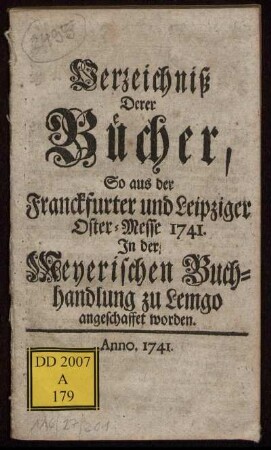 Verzeichniß
Derer
Bücher,
So aus der
Franckfurter und Leipziger
Oster-Messe 1741.
In der
Meyerischen Buch-
handlung zu Lemgo
angeschaffet worden.
Anno. 1741.
DD 2007
A
179